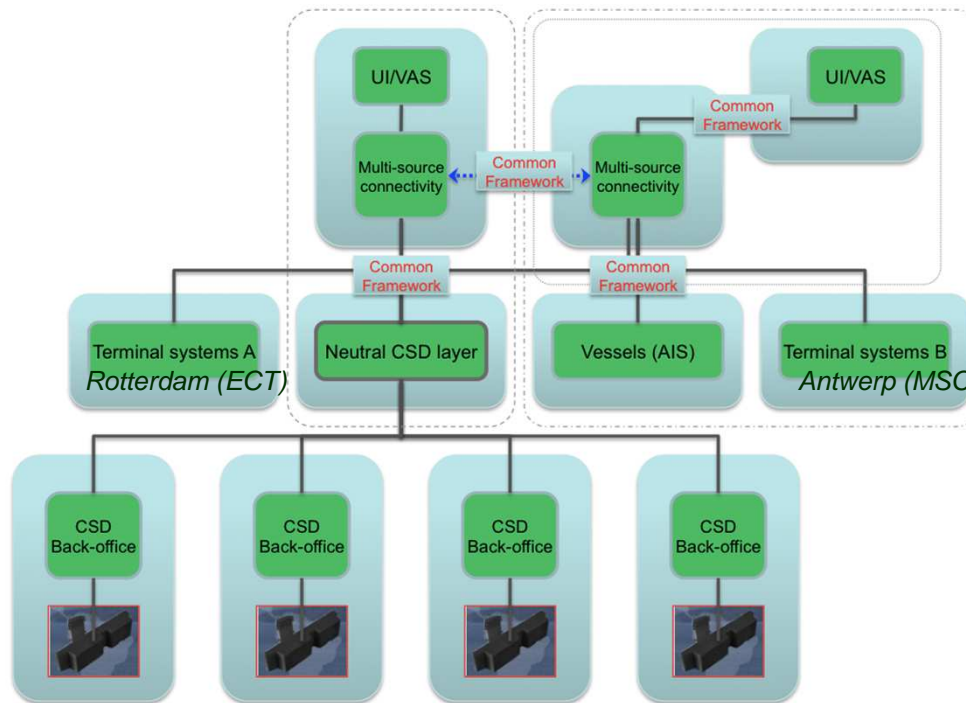 UI/VAS
UI/VAS
Common
Framework
Multi-source
connectivity
Common
Framework
Multi-source
connectivity
Common
Framework
Common
Framework
Terminal systems A
Rotterdam (ECT)
Neutral CSD layer
Vessels (AIS)
Terminal systems B
Antwerp (MSC
CSD
Back-office
CSD
Back-office
CSD
Back-office
CSD
Back-office